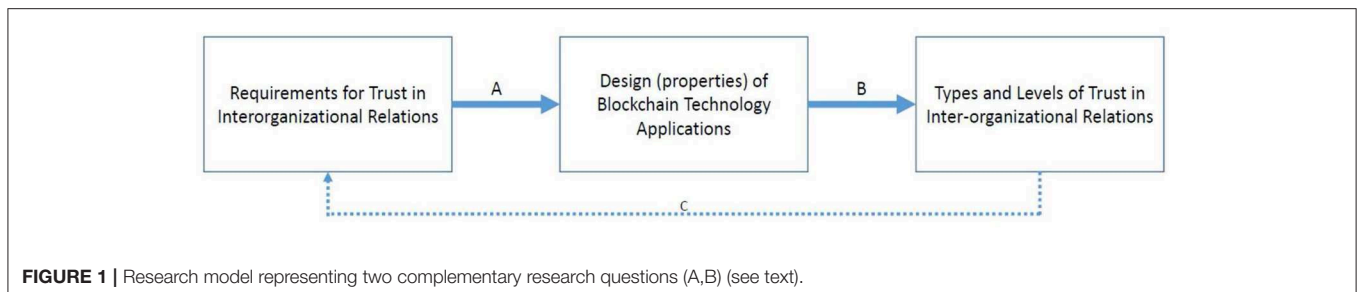 Requirements for Trust in
Interorganizational Relations
A
Design (properties) of
Blockchain Technology
Applications
B
Types and Levels of Trust in
Inter-organizational Relations
C
FIGURE 1 | Research model representing two complementary research questions (A,B) (see text).